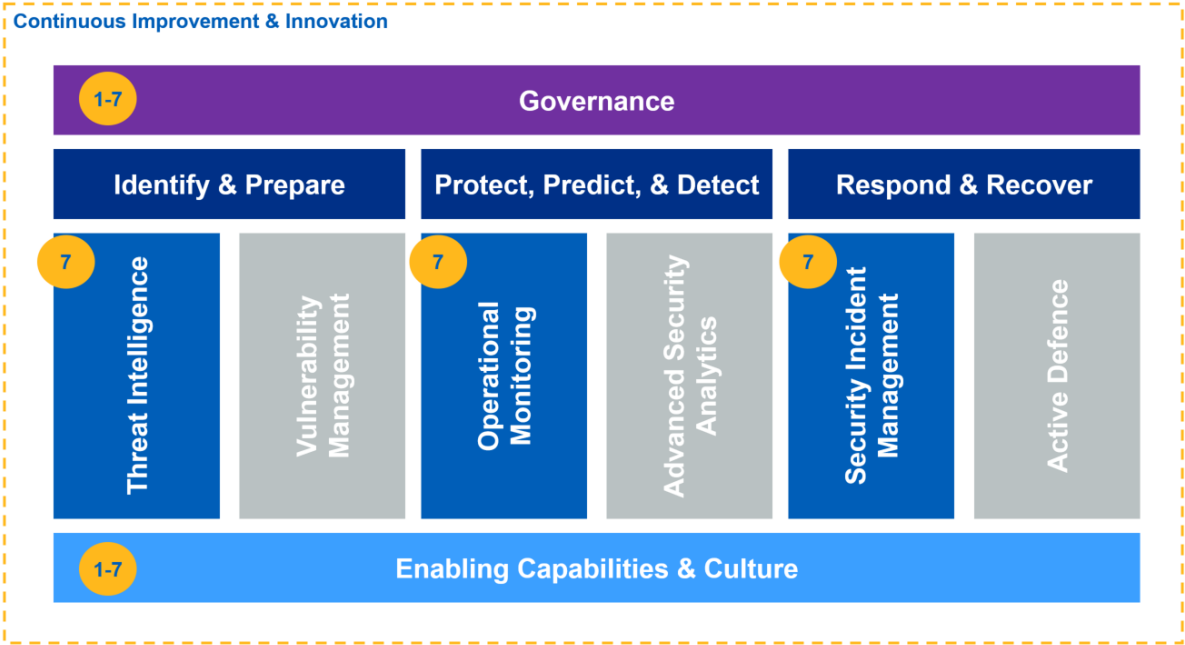 Continuous Improvement & Innovation
1-7
Governance
Identify & Prepare
Protect, Predict, & Detect
Respond & Recover
7
Threat Intelligence
Vulnerability
Management
7
Operational
Monitoring
Advanced Security
Analytics
7
Security Incident
Management
Active Defence
1-7
Enabling Capabilities & Culture